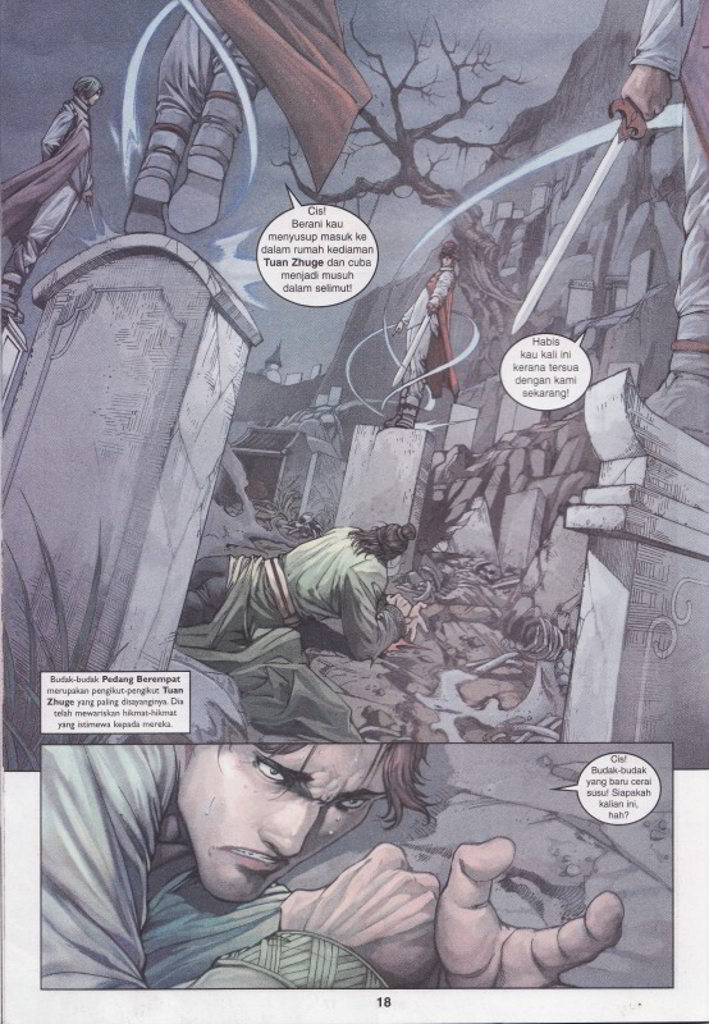 Cis!
Berani kau
menyusup masuk ke
dalam rumah kediaman
Tuan Zhuge dan cuba
menjadi musuh
dalam selimut!
Habis
kau kali ini
kerana tersua
dengan kami
sekarang!
Budak-budak Pedang Berempat
merupakan pengikut-pengikut Tuan
Zhuge yang paling disayanginya. Dia
telah mewariskan hikmat-hikmat
yang istimewa kepada mereka.
Cis!
Budak-budak
yang baru cerai
susu! Siapakah
kalian ini,
hah?
18